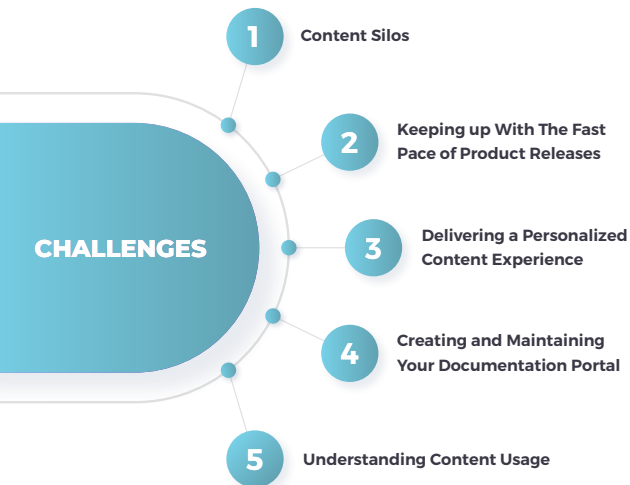 CHALLENGES
1
Content Silos
2
Keeping up With The Fast
Pace of Product Releases
3
Delivering a Personalized
Content Experience
4
Creating and Maintaining
Your Documentation Portal
5
Understanding Content Usage